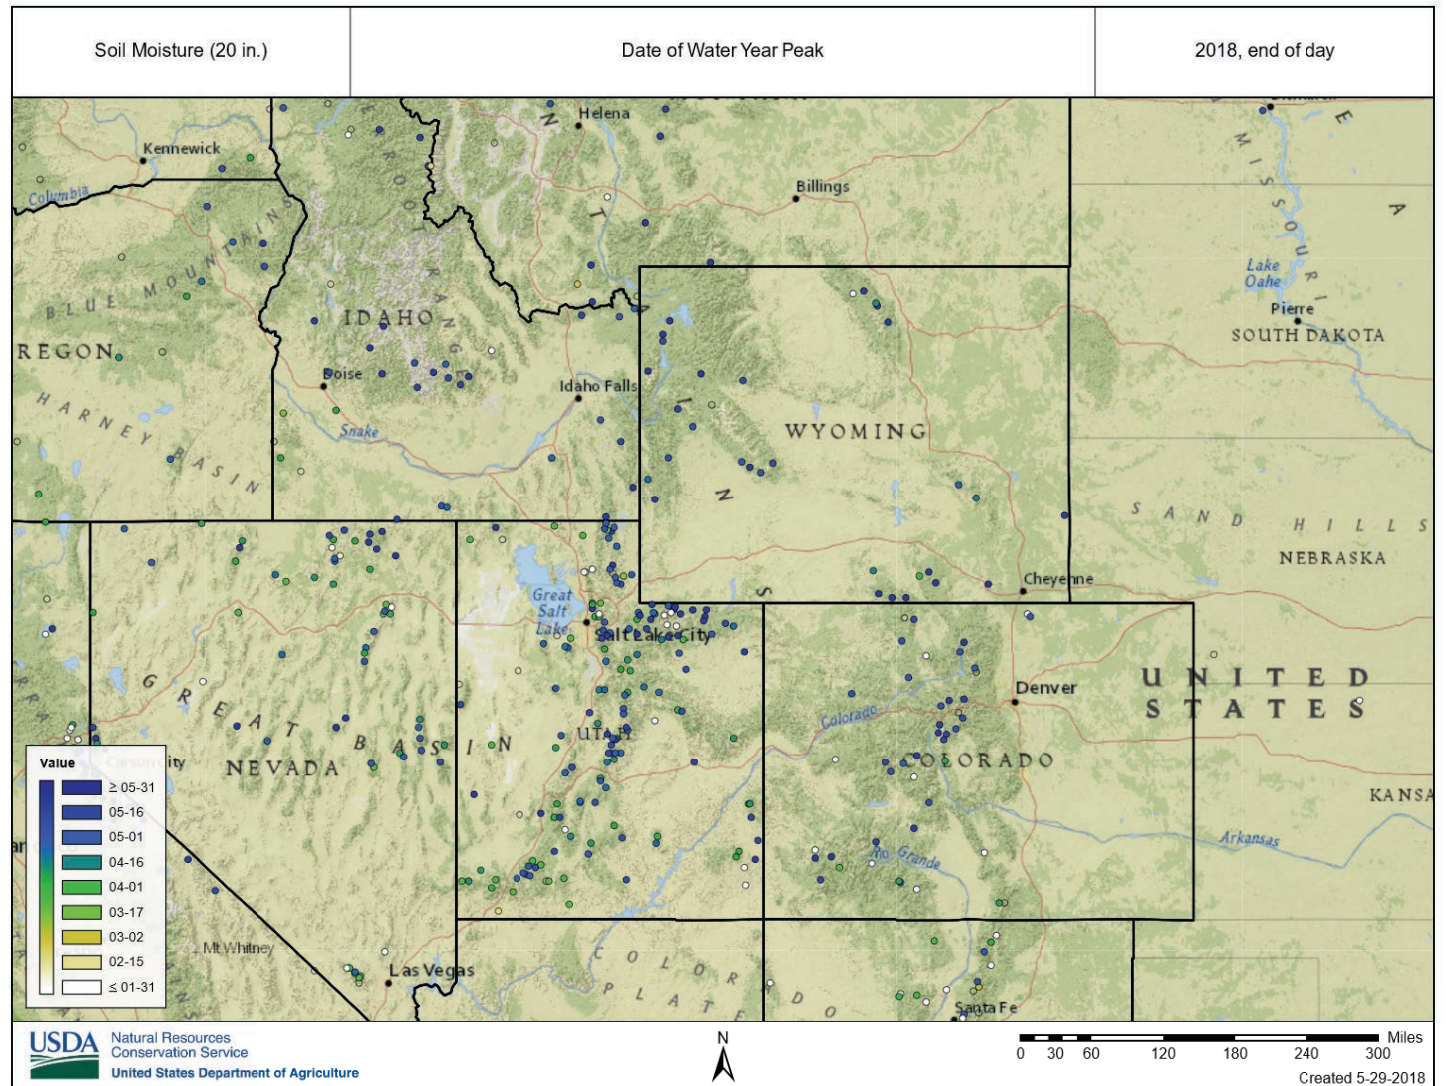 Soil Moisture (20 in.)
Date of Water Year Peak
2018, end of day
Helena
Kennewick
Columbia
Billings
MISSOURI
BLUE MOUNTAINS
Lake
Oahe
Pierre
SOUTH DAKOTA
IDAHO
REGON
Boise
Idaho Falls
HARNEY BASIN
Snake
WYOMING
SAND HILLS
NEBRASKA
Cheyenne
Great
Salt
Lake
Salt Lake City
UNITED
STATES
Denver
Colorado
GREAT BASIN
UTAH
NEVADA
COLORADO
KANSA
Arkansas
Rio Grande
Carson City
Mt Whitney
Las Vegas
COLORADO
PLATE
Santa Fe
Value
≥ 05-31
05-16
05-01
04-16
04-01
03-17
03-02
02-15
≤ 01-31
USDA
Natural Resources
Conservation Service
United States Department of Agriculture
N
Miles
0 30 60 120 180 240 300
Created 5-29-2018